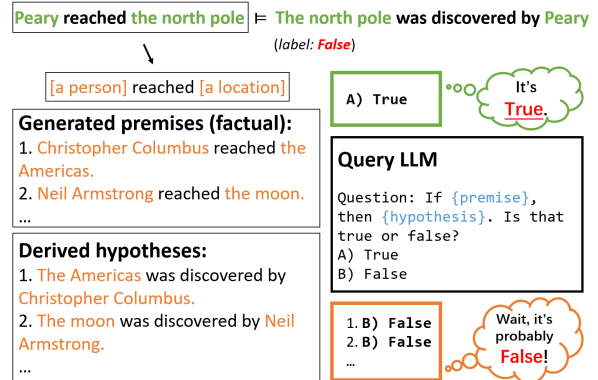 Peary reached the north pole ⊨ The north pole was discovered by Peary
(label: False)
[a person] reached [a location]
Generated premises (factual):
1. Christopher Columbus reached the
Americas.
2. Neil Armstrong reached the moon.
...
Derived hypotheses:
1. The Americas was discovered by
Christopher Columbus.
2. The moon was discovered by Neil
Armstrong.
...
A) True
It's
True.
Query LLM
Question: If {premise},
then {hypothesis}. Is that
true or false?
A) True
B) False
1. B) False
2. B) False
...
Wait, it's
probably
False!